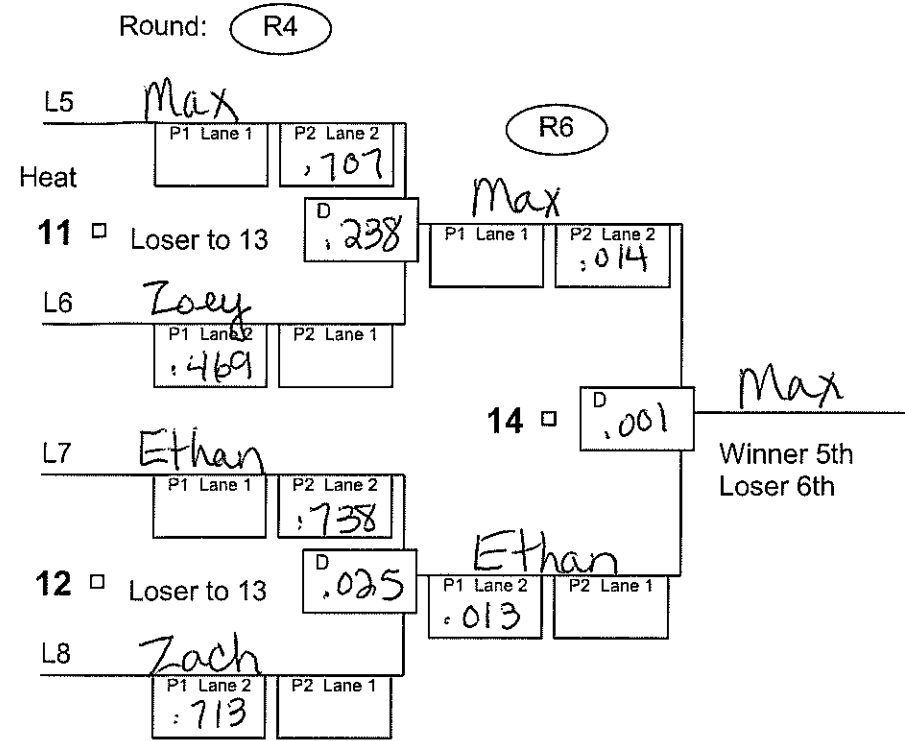 Round: R4
L5 Max
P1 Lane 1 P2 Lane 2
.707
R6
Heat
Max
11 Loser to 13 D .238
P1 Lane 1 P2 Lane 2
.014
L6 Zoey
P1 Lane 2 P2 Lane 1
.469
Max
14 D .001
L7 Ethan
Winner 5th
Loser 6th
P1 Lane 1 P2 Lane 2
.738
Ethan
12 Loser to 13 D .025
P1 Lane 2 P2 Lane 1
.013
L8 Zach
P1 Lane 2 P2 Lane 1
.713